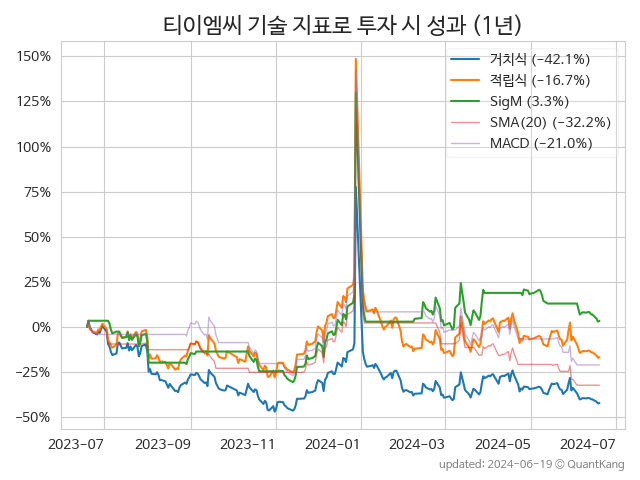 티이엠씨 기술 지표로 투자 시 성과 (1년)
150%
125%
100%
75%
50%
25%
0%
−25%
−50%
거치식 (−42.1%)
적립식 (−16.7%)
SigM (3.3%)
SMA(20) (−32.2%)
MACD (−21.0%)
2023-07 2023-09 2023-11 2024-01 2024-03 2024-05 2024-07
updated: 2024-06-19 © QuantKang